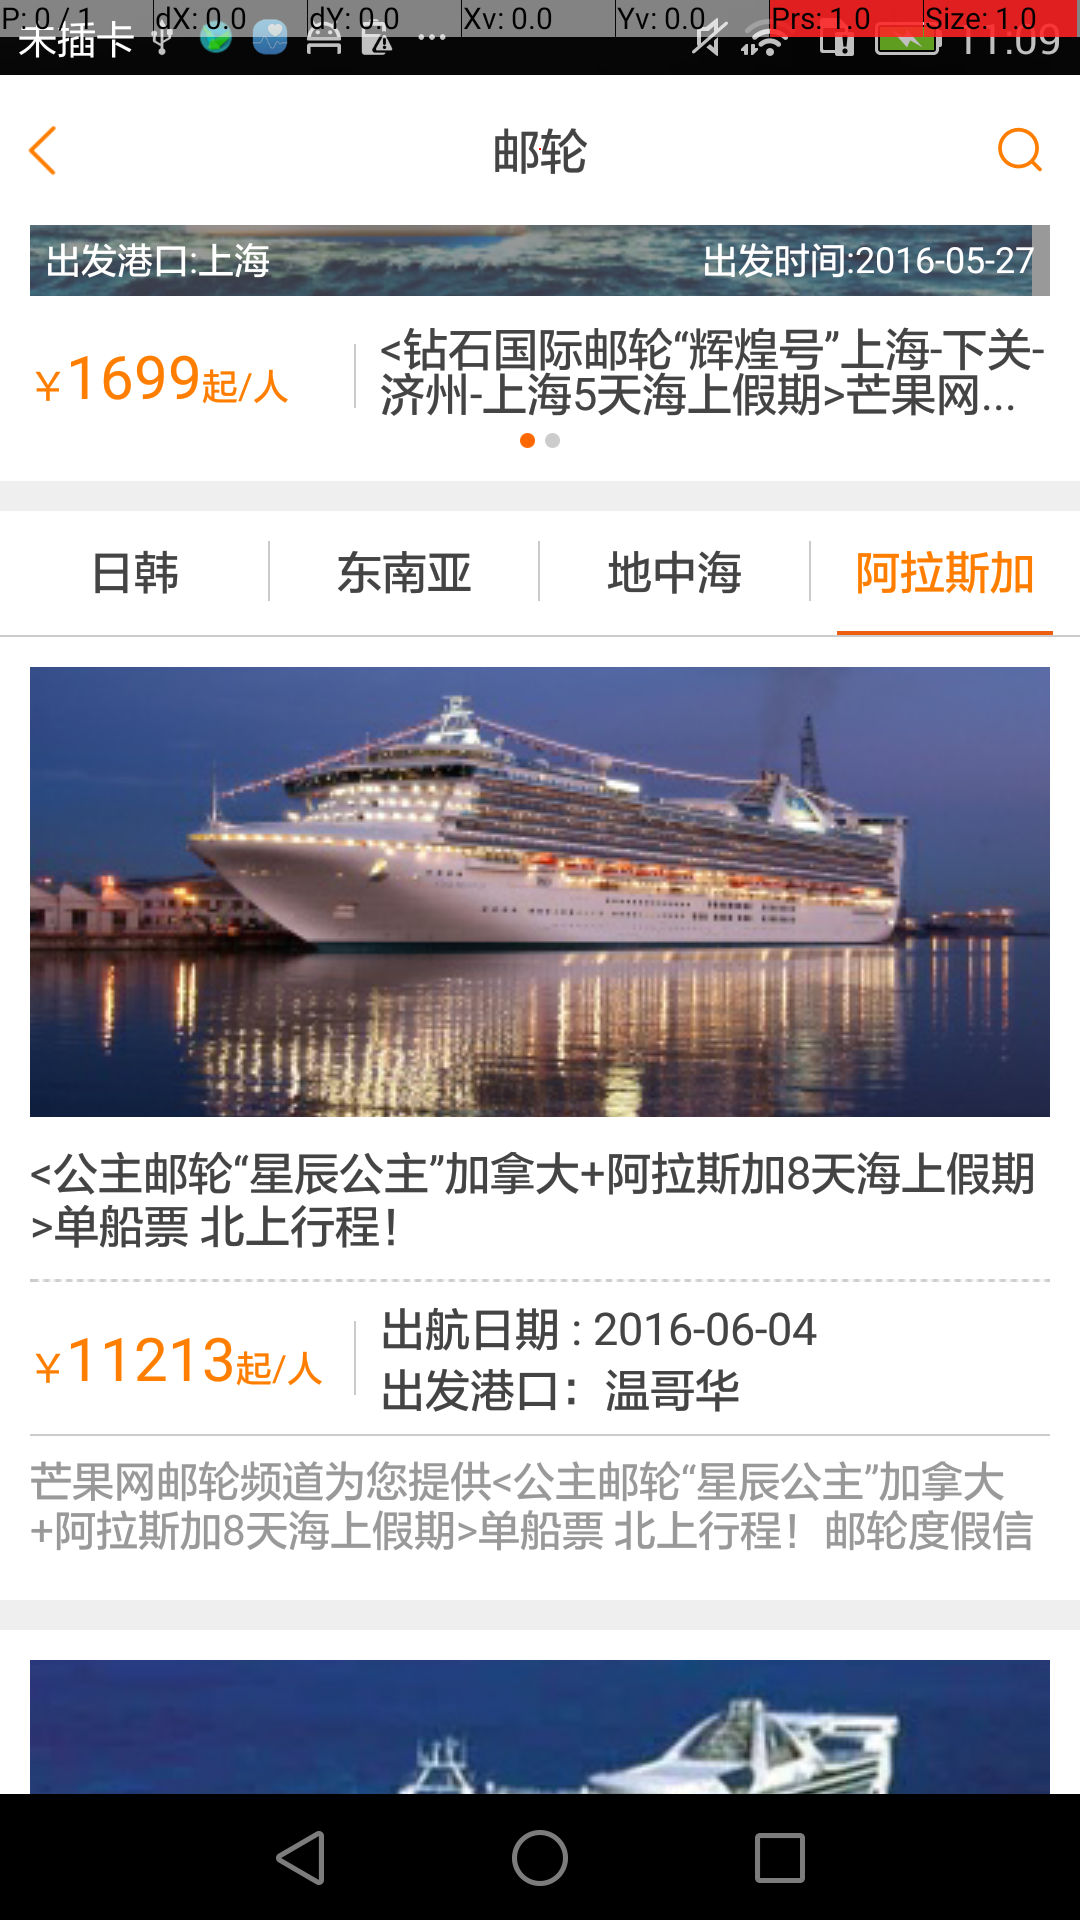 P: 0 / 1 dX: 0.0 dY: 0.0 Xv: 0.0 Yv: 0.0 Prs: 1.0 Size: 1.0
未插卡 11:09
邮轮
出发港口:上海 出发时间:2016-05-27
¥1699起/人
<钻石国际邮轮“辉煌号”上海-下关-
济州-上海5天海上假期>芒果网...
日韩 东南亚 地中海 阿拉斯加
<公主邮轮“星辰公主”加拿大+阿拉斯加8天海上假期
>单船票 北上行程！
¥11213起/人
出航日期 : 2016-06-04
出发港口：温哥华
芒果网邮轮频道为您提供<公主邮轮“星辰公主”加拿大
+阿拉斯加8天海上假期>单船票 北上行程！邮轮度假信